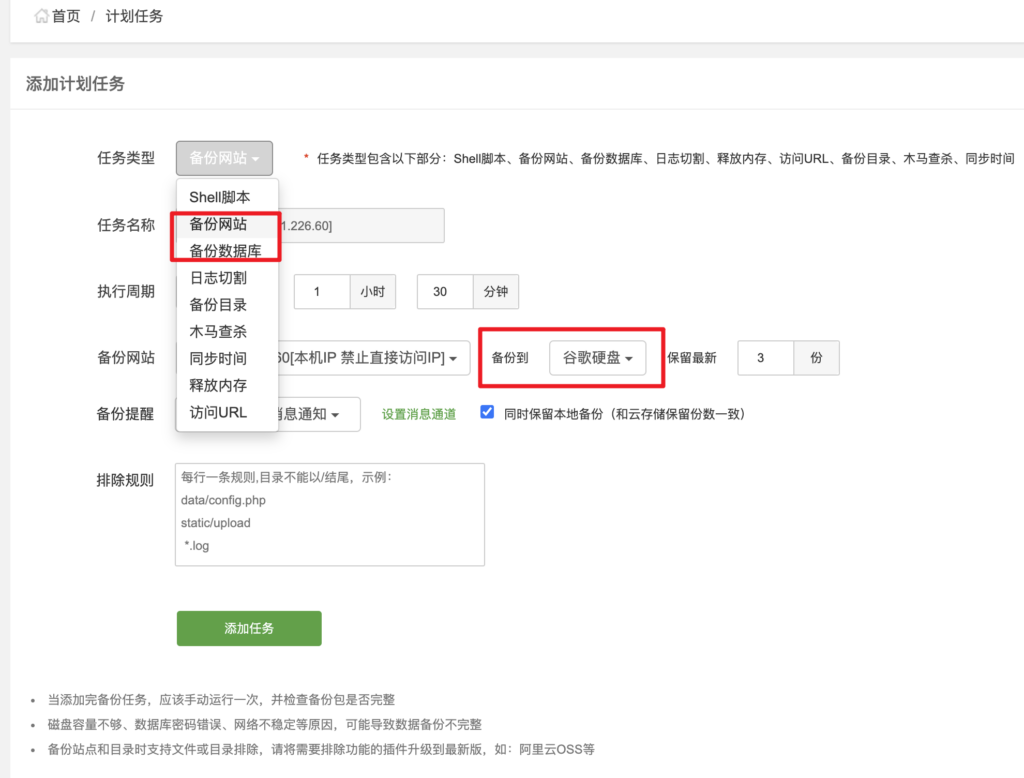 首页 / 计划任务
添加计划任务
任务类型 备份网站 * 任务类型包含以下部分：Shell脚本、备份网站、备份数据库、日志切割、释放内存、访问URL、备份目录、木马查杀、同步时间
Shell脚本
备份网站
备份数据库
日志切割
备份目录
木马查杀
同步时间
释放内存
访问URL
任务名称 1.226.60]
执行周期 1 小时 30 分钟
备份网站 60[本机IP 禁止直接访问IP] 备份到 谷歌硬盘 保留最新 3 份
备份提醒 消息通知 设置消息通道 同时保留本地备份（和云存储保留份数一致）
排除规则 每行一条规则,目录不能以/结尾，示例：
data/config.php
static/upload
*.log
添加任务
当添加完备份任务，应该手动运行一次，并检查备份包是否完整
磁盘容量不够、数据库密码错误、网络不稳定等原因，可能导致数据备份不完整
备份站点和目录时支持文件或目录排除，请将需要排除功能的插件升级到最新版，如：阿里云OSS等